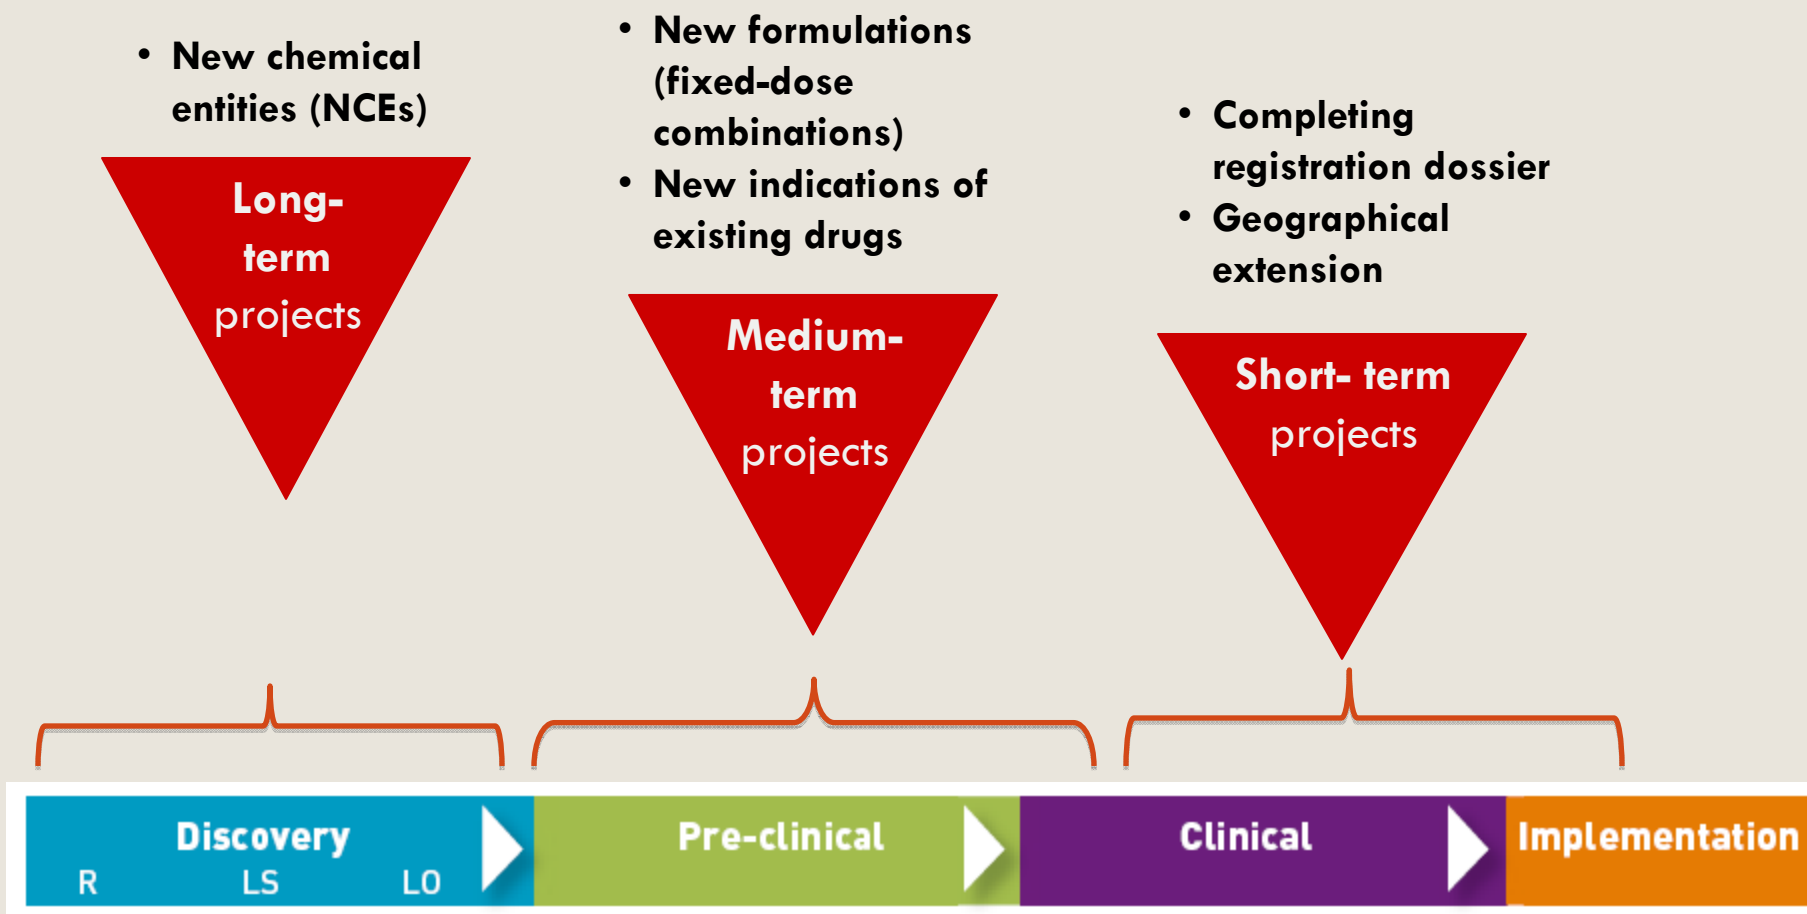 • New chemical
entities (NCEs)
Long-
term
projects
• New formulations
(fixed-dose
combinations)
• New indications of
existing drugs
Medium-
term
projects
• Completing
registration dossier
• Geographical
extension
Short- term
projects
Discovery
R LS LO
Pre-clinical
Clinical
Implementation